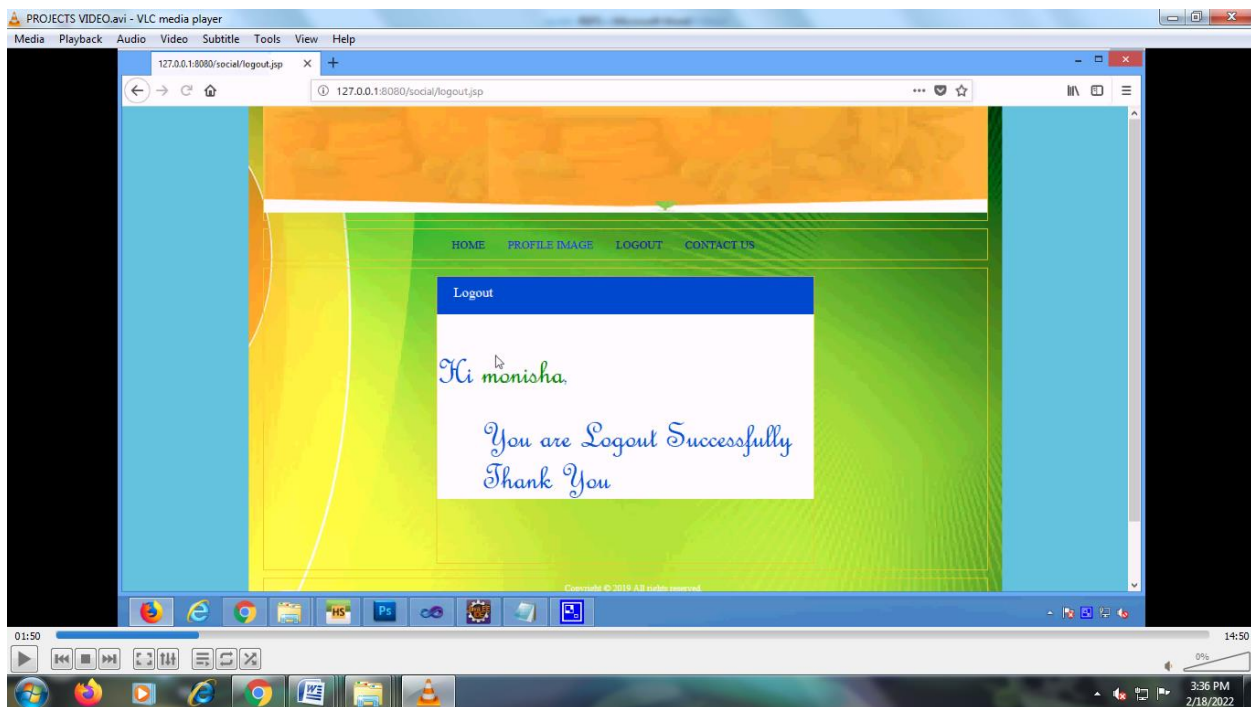 PROJECTS VIDEO.avi - VLC media player
Media Playback Audio Video Subtitle Tools View Help
127.0.0.1:8080/social/logout.jsp
127.0.0.1:8080/social/logout.jsp
HOME PROFILE IMAGE LOGOUT CONTACT US
Logout
Hi monisha,
You are Logout Successfully
Thank You
Copyright © 2019 All rights reserved
"HS" Ps
01:50 14:50
0%
3:36 PM
2/18/2022